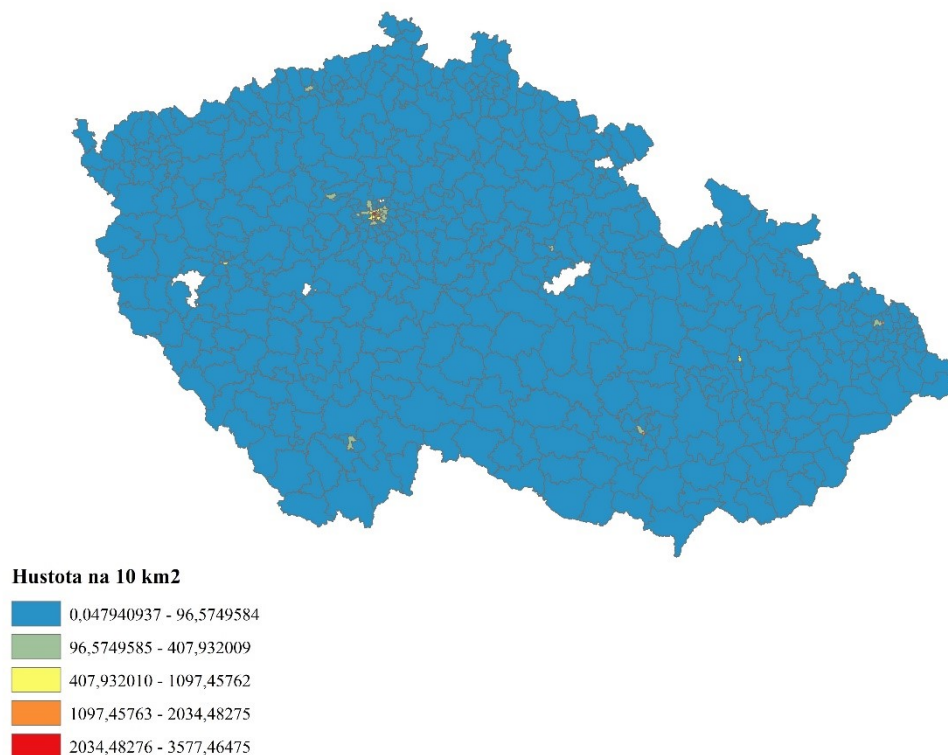 Hustota na 10 km2
0,047940937 - 96,5749584
96,5749585 - 407,932009
407,932010 - 1097,45762
1097,45763 - 2034,48275
2034,48276 - 3577,46475